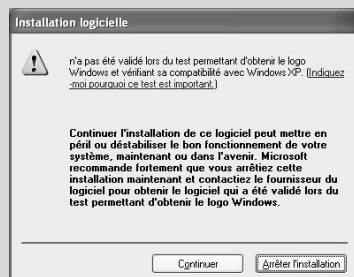 Installation logicielle
n'a pas été validé lors du test permettant d'obtenir le logo
Windows et vérifiant sa compatibilité avec Windows XP. (Indiquez
-moi pourquoi ce test est important.)
Continuer l'installation de ce logiciel peut mettre en
péril ou déstabiliser le bon fonctionnement de votre
système, maintenant ou dans l'avenir. Microsoft
recommande fortement que vous arrêtiez cette
installation maintenant et contactiez le fournisseur du
logiciel pour obtenir le logiciel qui a été validé lors du
test permettant d'obtenir le logo Windows.
Continuer
Arrêter l'installation